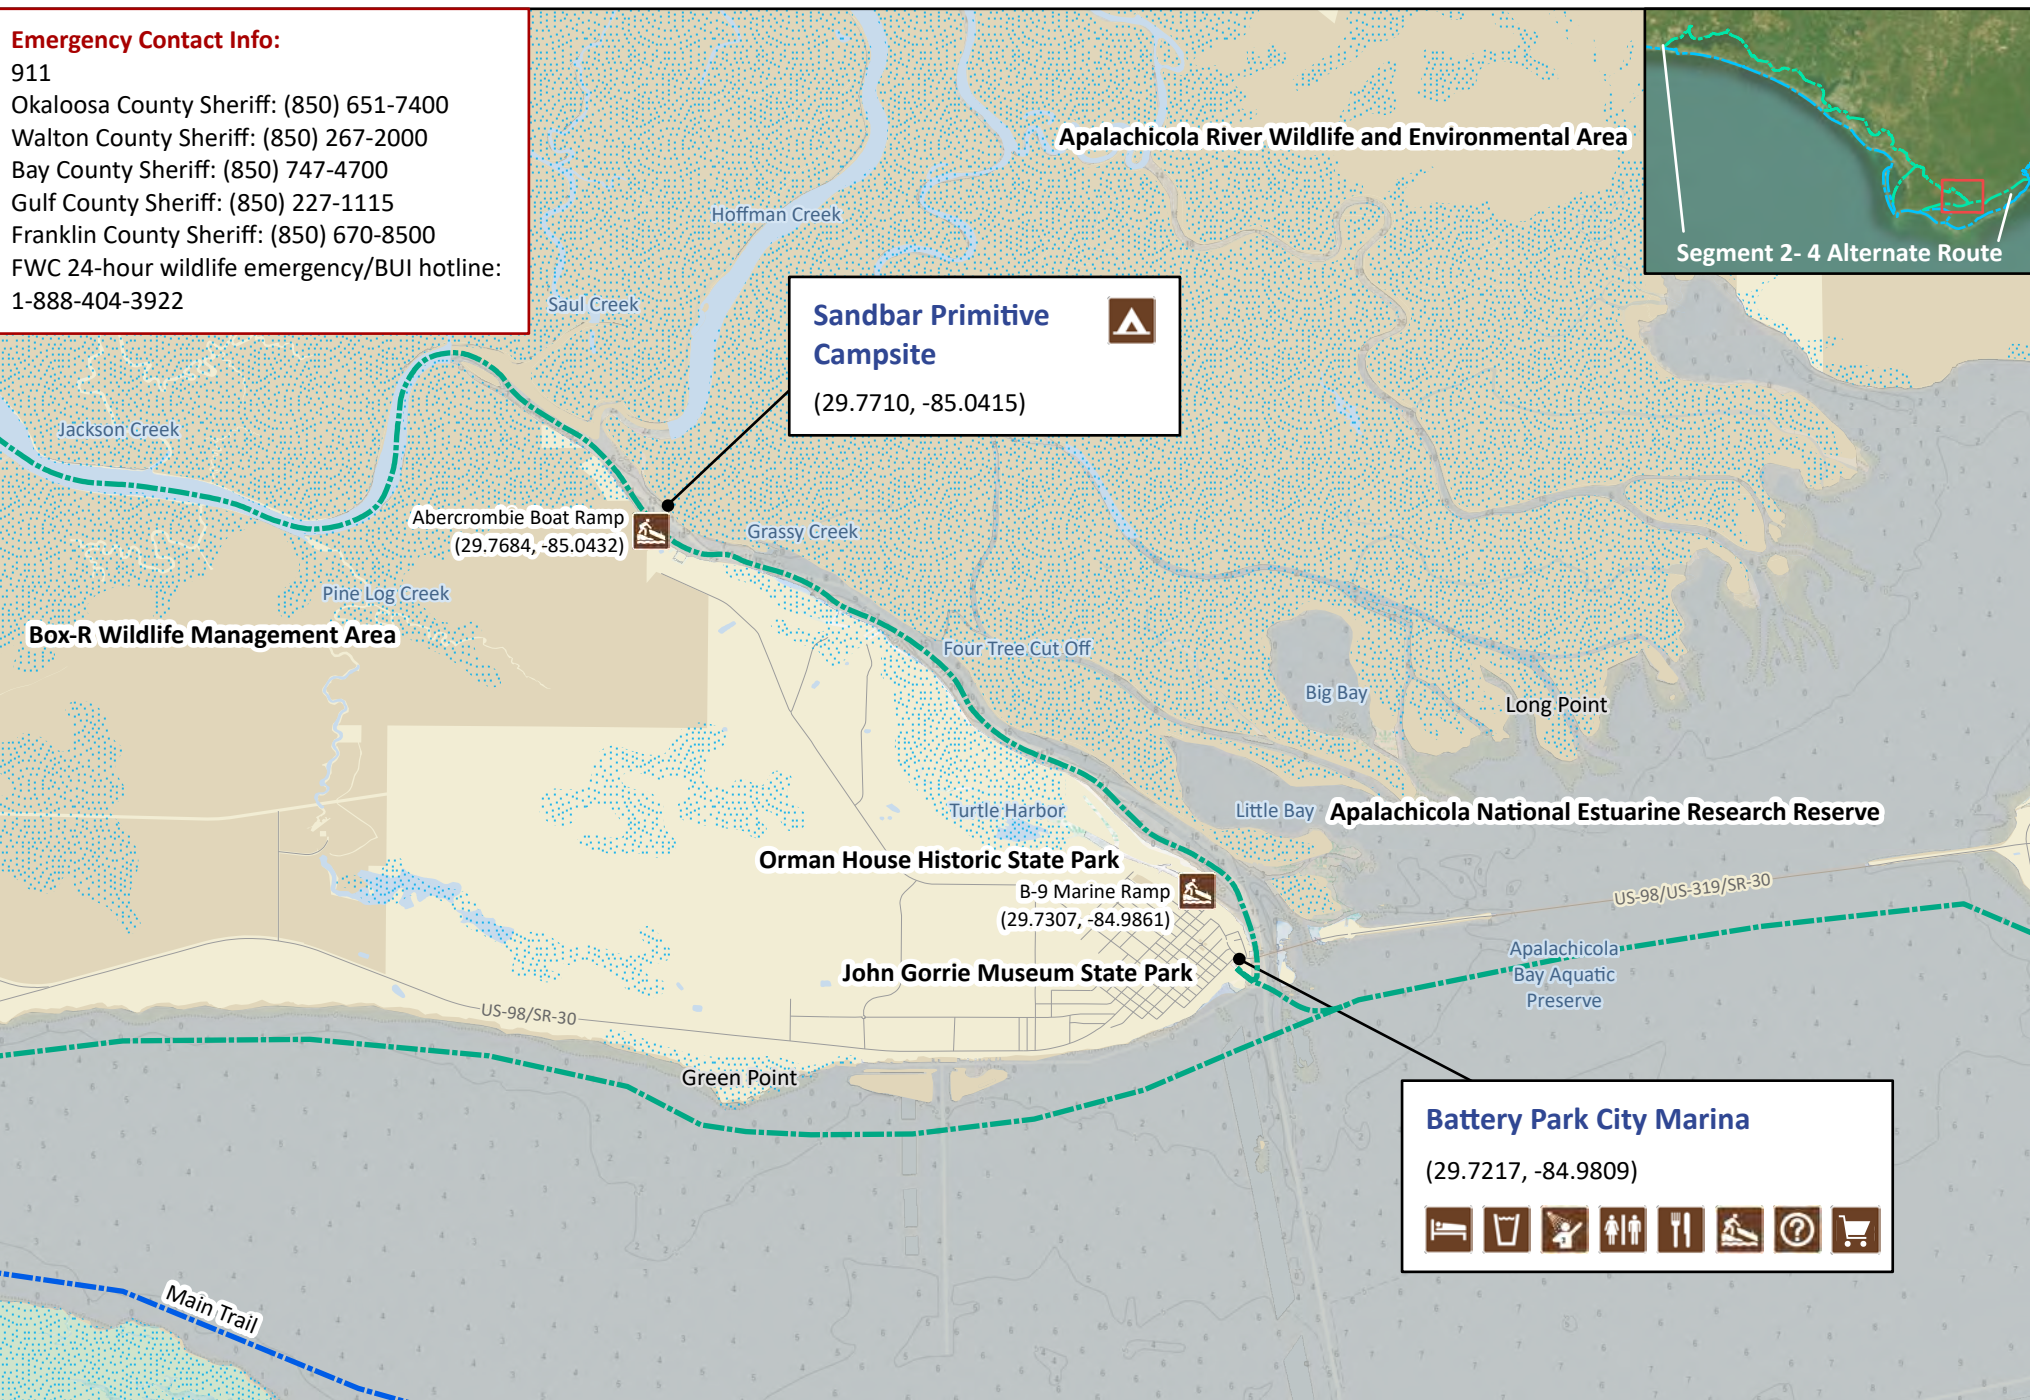 Emergency Contact Info:
911
Okaloosa County Sheriff: (850) 651-7400
Walton County Sheriff: (850) 267-2000
Bay County Sheriff: (850) 747-4700
Gulf County Sheriff: (850) 227-1115
Franklin County Sheriff: (850) 670-8500
FWC 24-hour wildlife emergency/BUI hotline:
1-888-404-3922
Segment 2- 4 Alternate Route
Apalachicola River Wildlife and Environmental Area
Hoffman Creek
Saul Creek
Sandbar Primitive
Campsite
(29.7710, -85.0415)
Jackson Creek
Abercrombie Boat Ramp
(29.7684, -85.0432)
Grassy Creek
Pine Log Creek
Box-R Wildlife Management Area
Four Tree Cut Off
Big Bay
Long Point
Turtle Harbor
Little Bay
Apalachicola National Estuarine Research Reserve
Orman House Historic State Park
B-9 Marine Ramp
(29.7307, -84.9861)
US-98/US-319/SR-30
John Gorrie Museum State Park
Apalachicola
Bay Aquatic
Preserve
US-98/SR-30
Green Point
Battery Park City Marina
(29.7217, -84.9809)
Main Trail